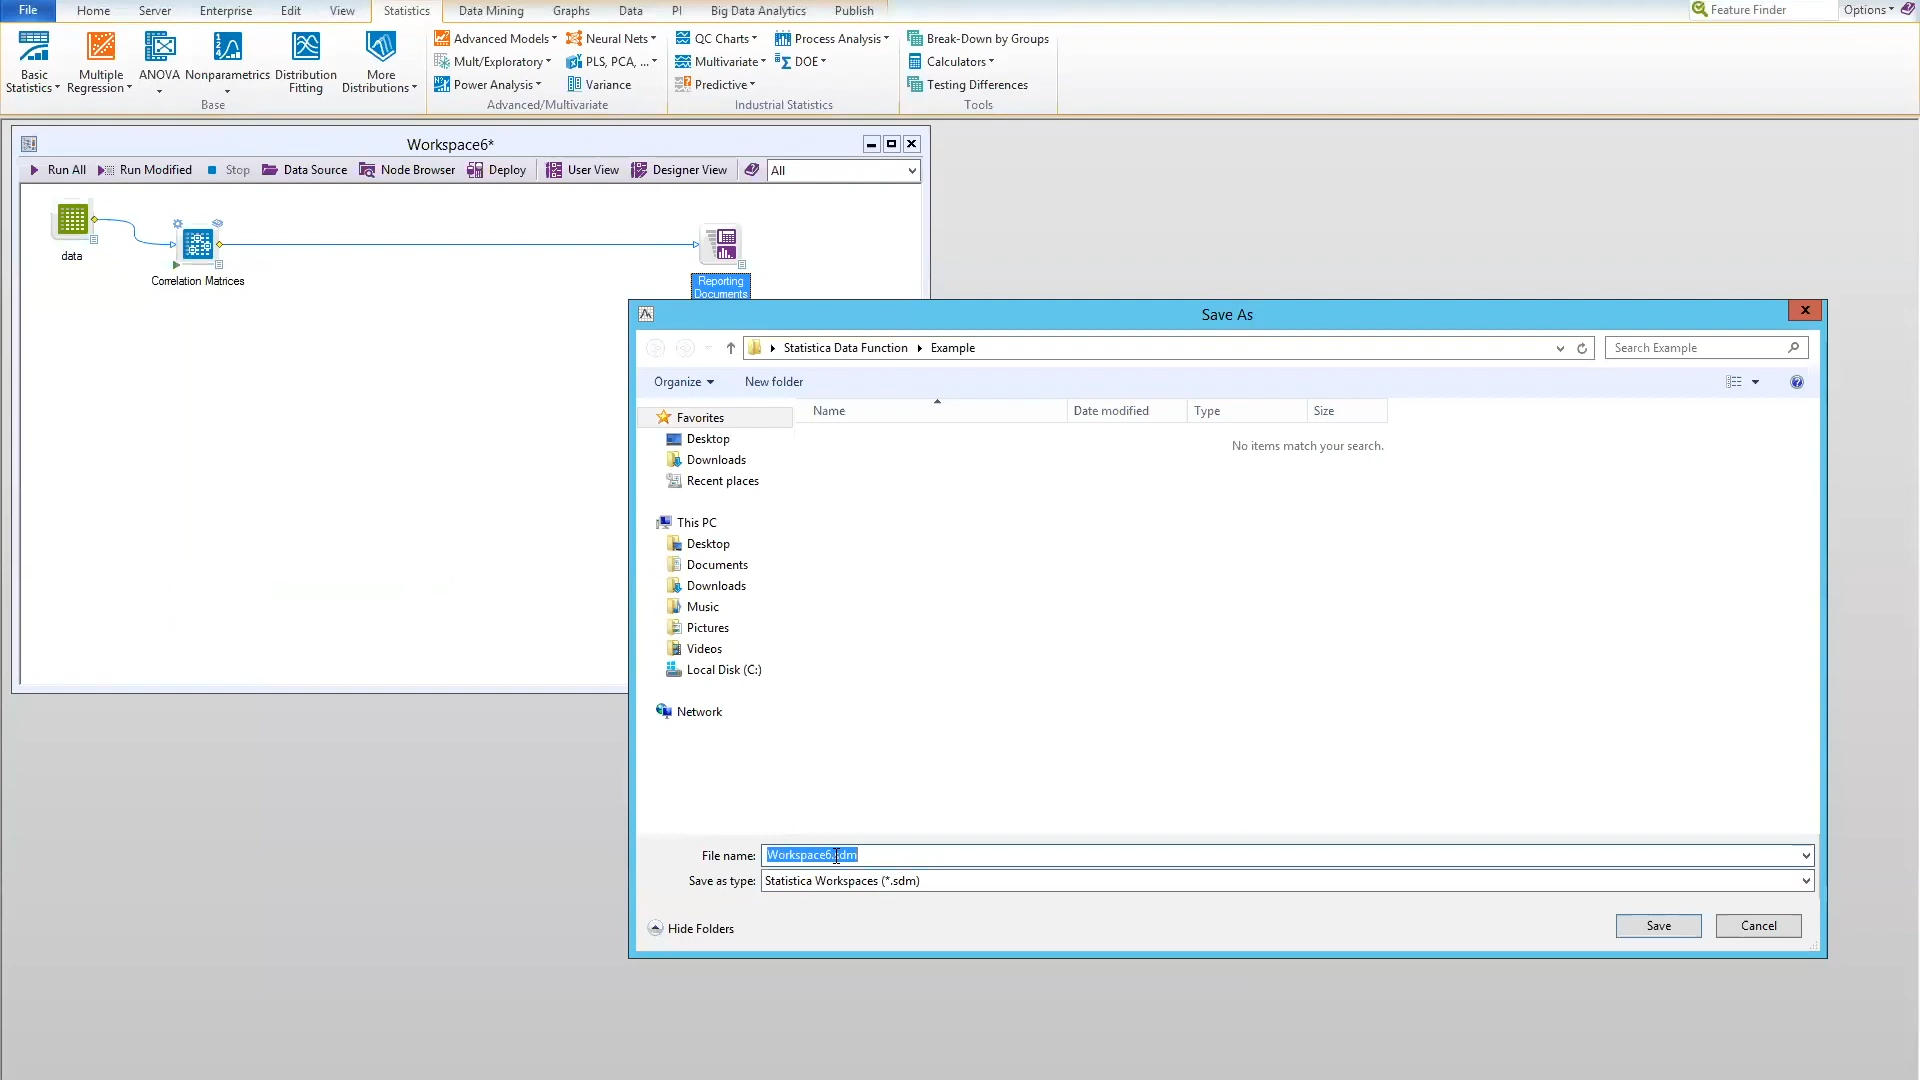 File Home Server Enterprise Edit View Statistics Data Mining Graphs Data PI Big Data Analytics Publish Feature Finder Options
Basic Statistics
Multiple Regression
ANOVA
Nonparametrics
Distribution Fitting
More Distributions
Base
Advanced Models Neural Nets
Mult/Exploratory PLS, PCA, ...
Power Analysis Variance
Advanced/Multivariate
QC Charts Process Analysis
Multivariate DOE
Predictive
Industrial Statistics
Break-Down by Groups
Calculators
Testing Differences
Tools
Workspace6*
Run All Run Modified Stop Data Source Node Browser Deploy User View Designer View All
data
Correlation Matrices
Reporting
Documents
Save As
Statistica Data Function Example Search Example
Organize New folder
Name Date modified Type Size
No items match your search.
Favorites
Desktop
Downloads
Recent places
This PC
Desktop
Documents
Downloads
Music
Pictures
Videos
Local Disk (C:)
Network
File name: Workspace6.sdm
Save as type: Statistica Workspaces (*.sdm)
Hide Folders Save Cancel